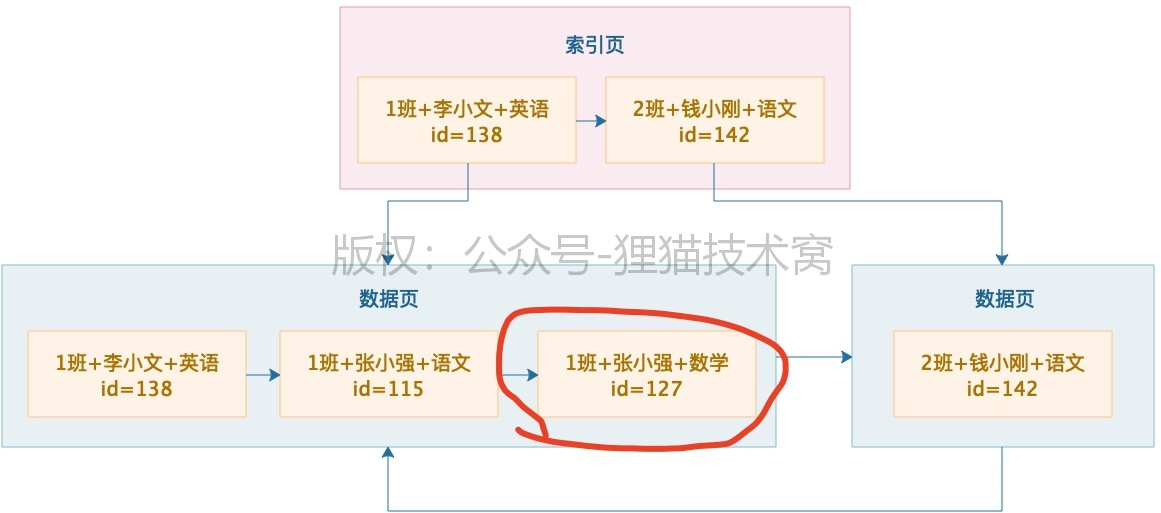 索引页
1班+李小文+英语
id=138
2班+钱小刚+语文
id=142
版权：公众号-狸猫技术窝
数据页
1班+李小文+英语
id=138
1班+张小强+语文
id=115
1班+张小强+数学
id=127
数据页
2班+钱小刚+语文
id=142